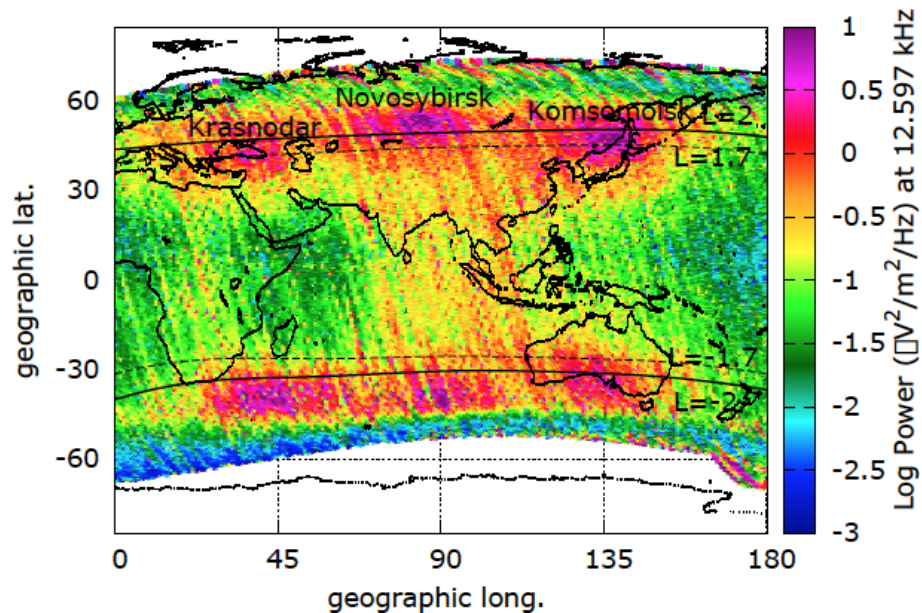 60
30
0
-30
-60
geographic lat.
0
45
90
135
180
geographic long.
Krasnodar
Novosybirsk
Komsomolsk
L=2
L=1.7
L=-1.7
L=-2
1
0.5
0
-0.5
-1
-1.5
-2
-2.5
-3
Log Power (▯V²/m²/Hz) at 12.597 kHz